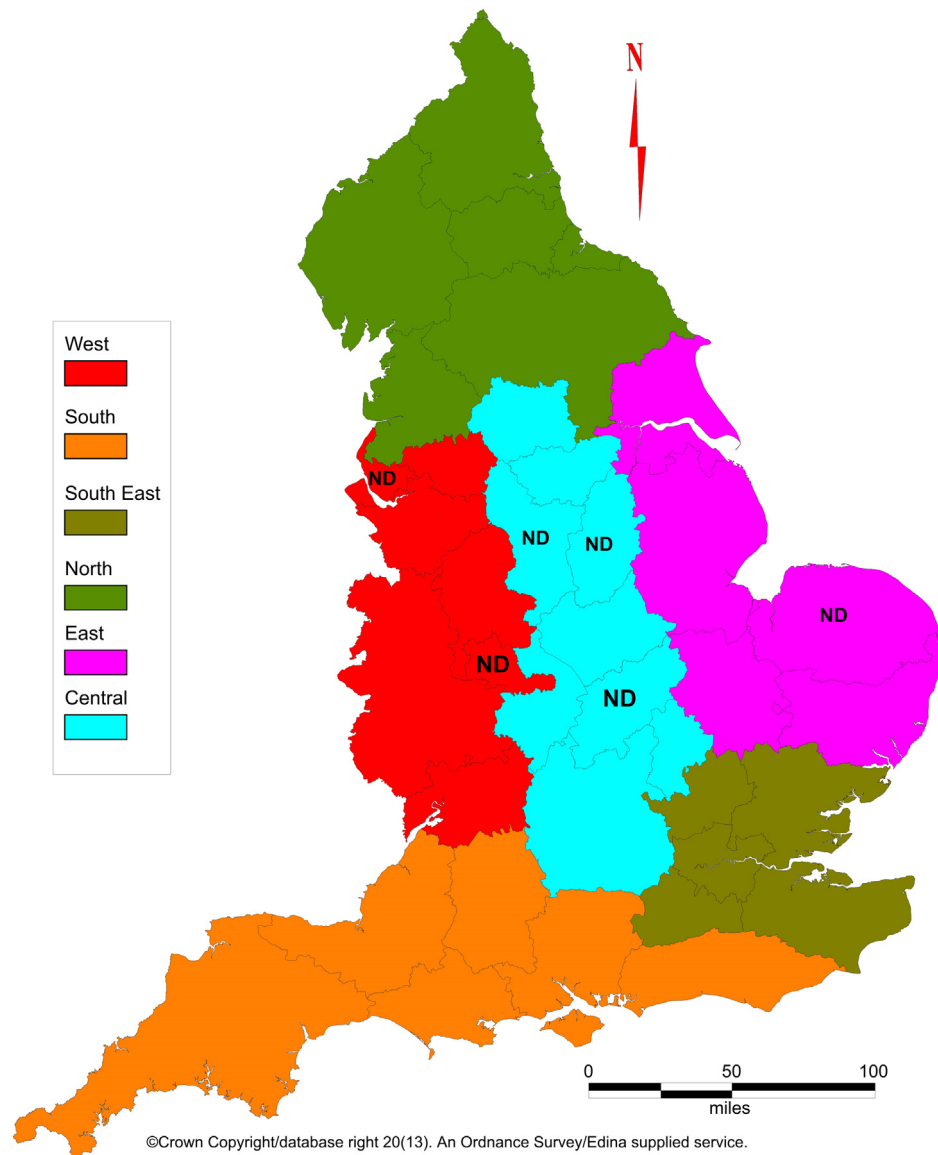 N
West
South
South East
North
East
Central
ND
ND
ND
ND
ND
ND
0 50 100
miles
©Crown Copyright/database right 20(13). An Ordnance Survey/Edina supplied service.